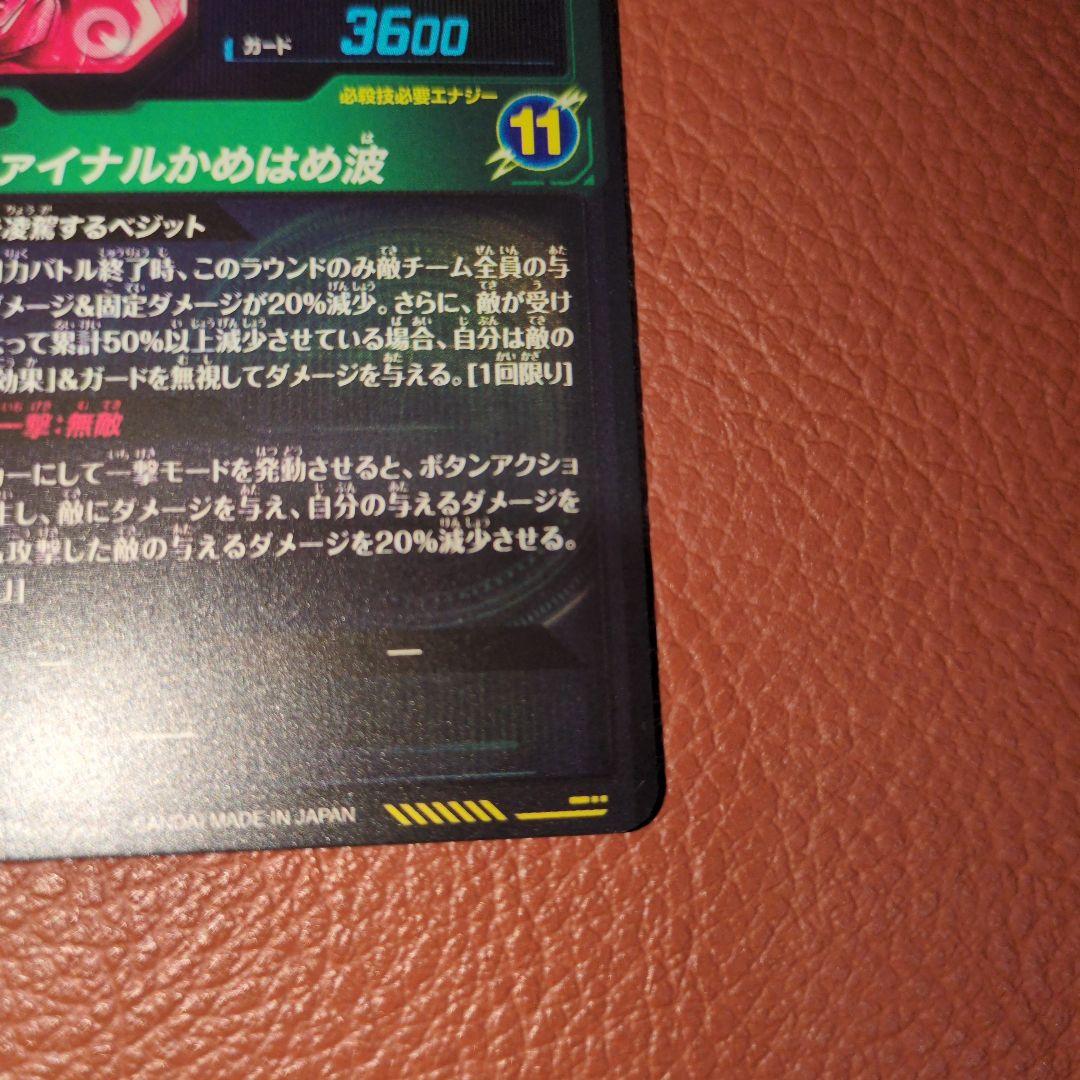 ガード 3600
必殺技必要エナジー 11
ァイナルかめはめ波
凌駕するベジット
力バトル終了時、このラウンドのみ敵チーム全員の与
ダメージ&固定ダメージが20%減少。さらに、敵が受け
って累計50%以上減少させている場合、自分は敵の
効果」&ガードを無視してダメージを与える。[1回限り]
一撃:無敵
カーにして一撃モードを発動させると、ボタンアクショ
し、敵にダメージを与え、自分の与えるダメージを
攻撃した敵の与えるダメージを20%減少させる。
]
BANDAI MADE IN JAPAN